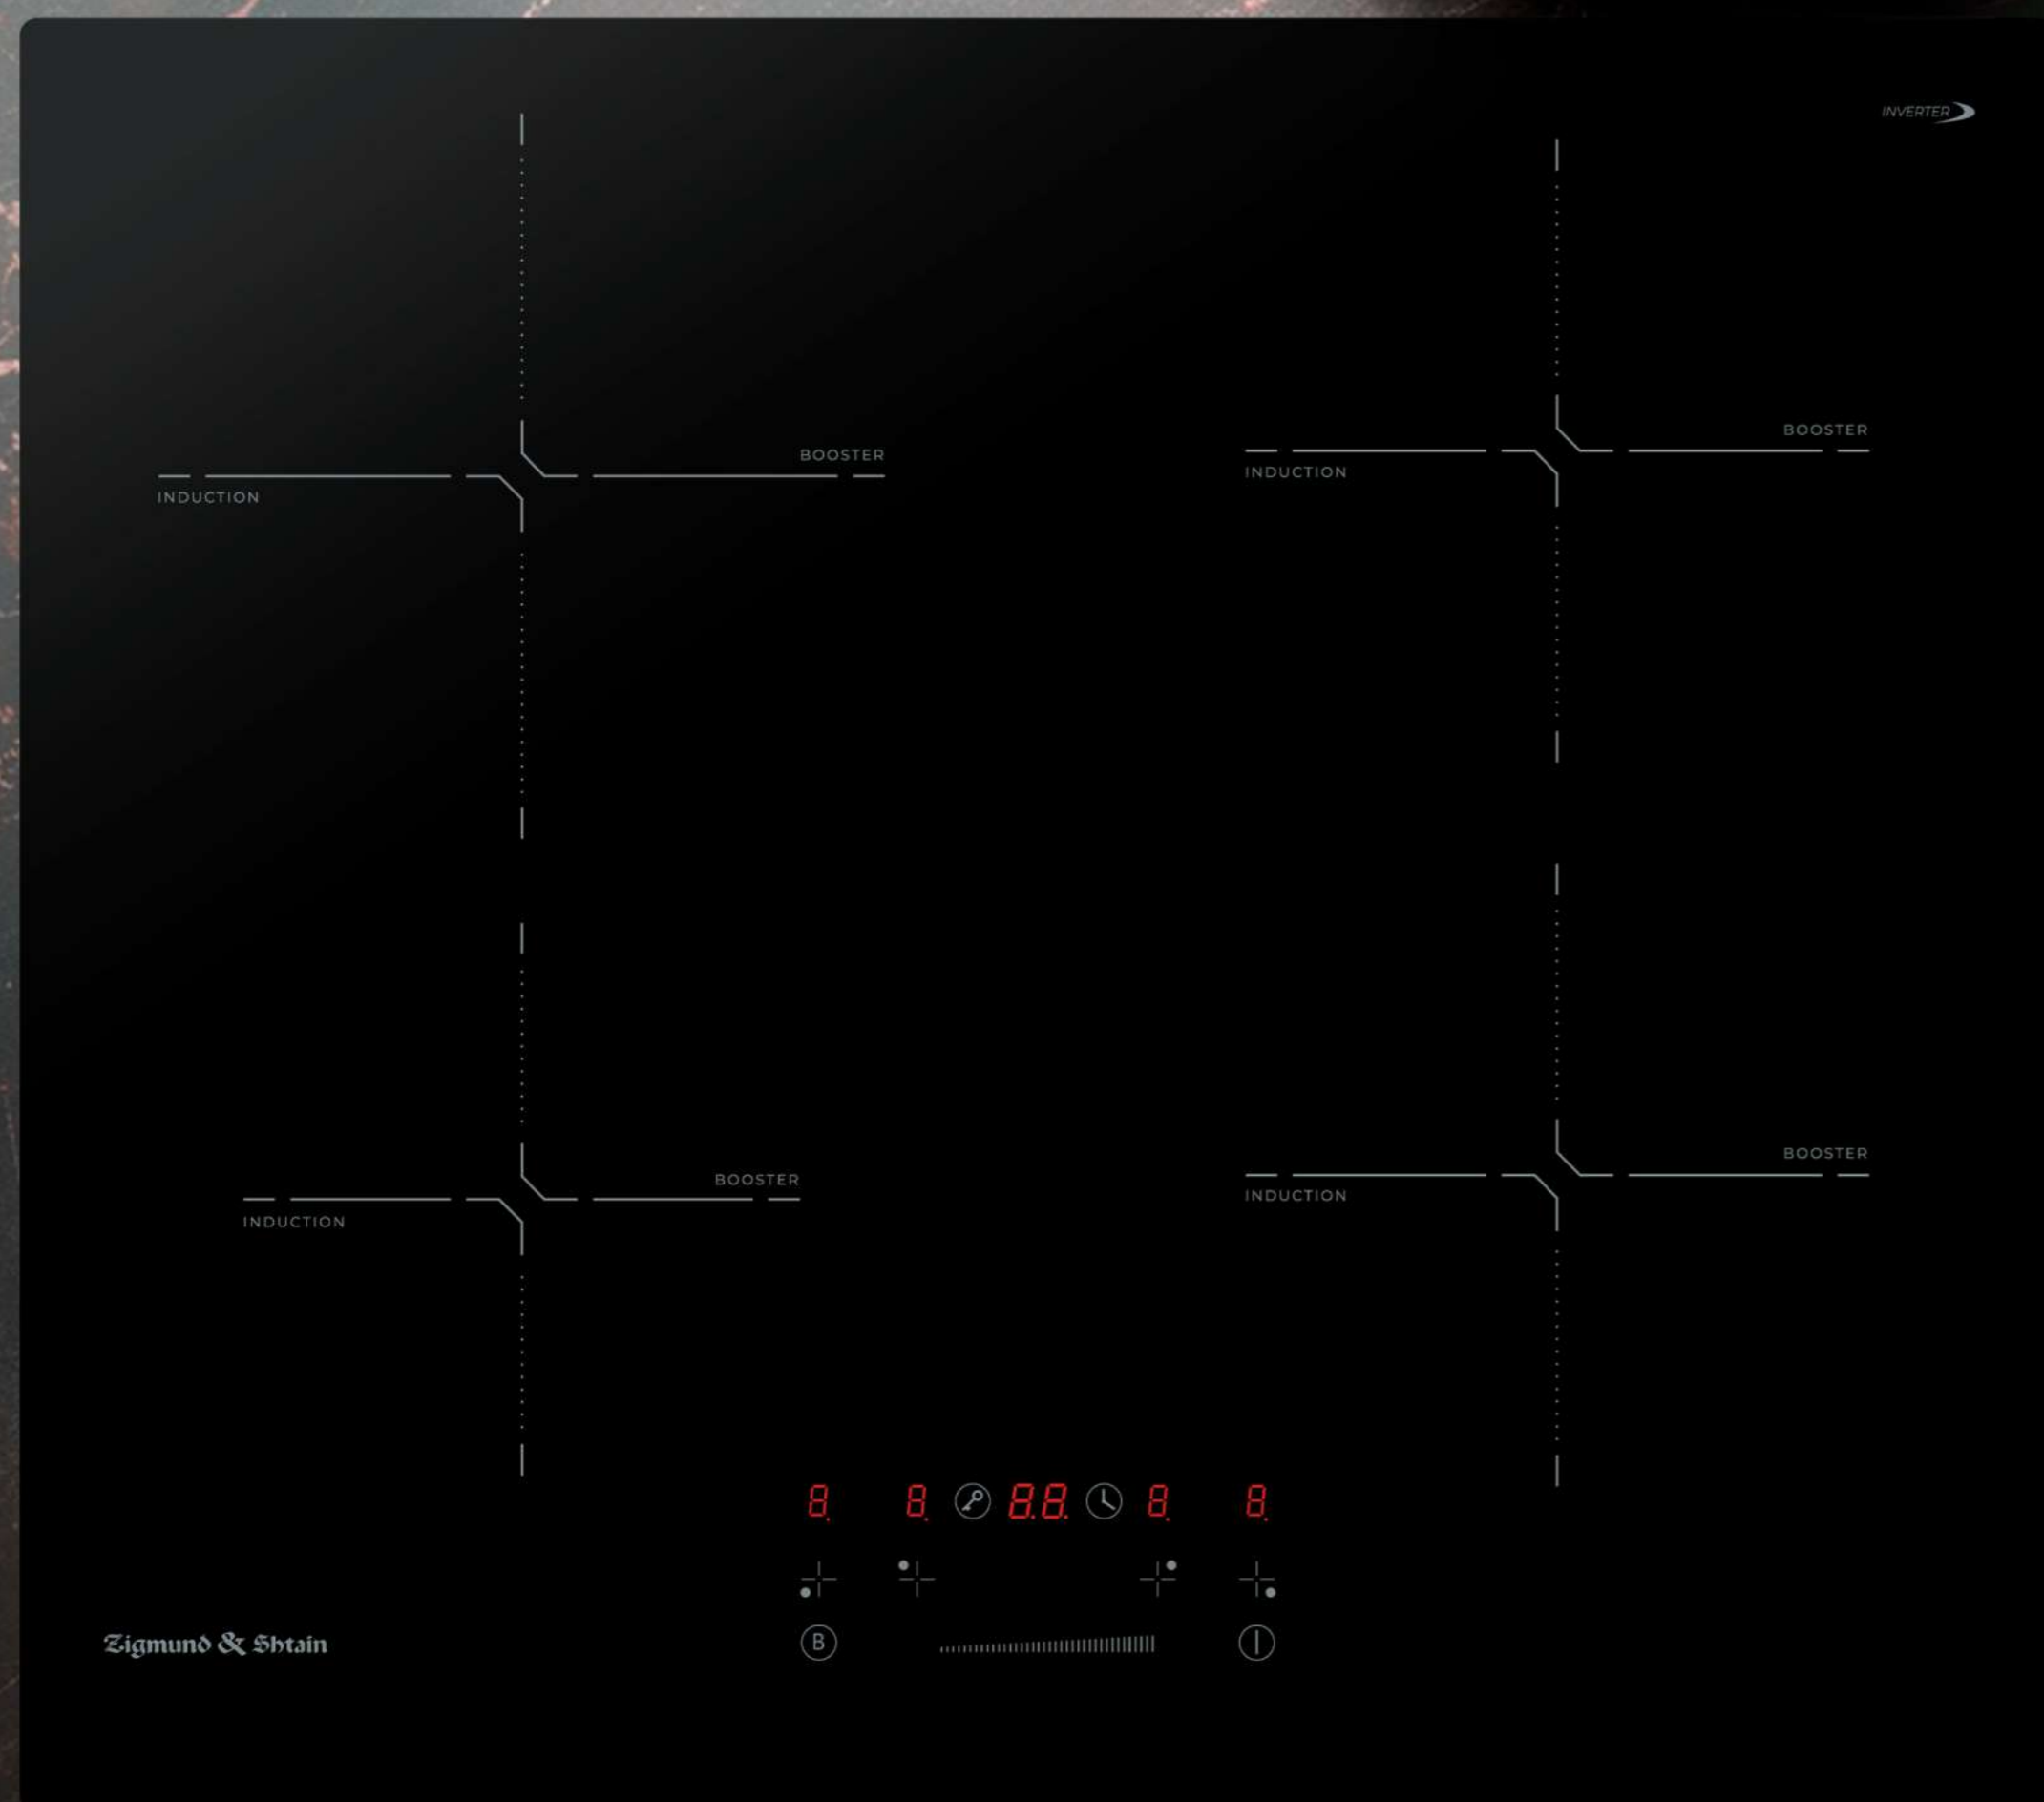 INVERTER
BOOSTER
INDUCTION
BOOSTER
INDUCTION
BOOSTER
INDUCTION
BOOSTER
INDUCTION
8. 8. 8.8. 8. 8.
Zigmund & Shtain
B